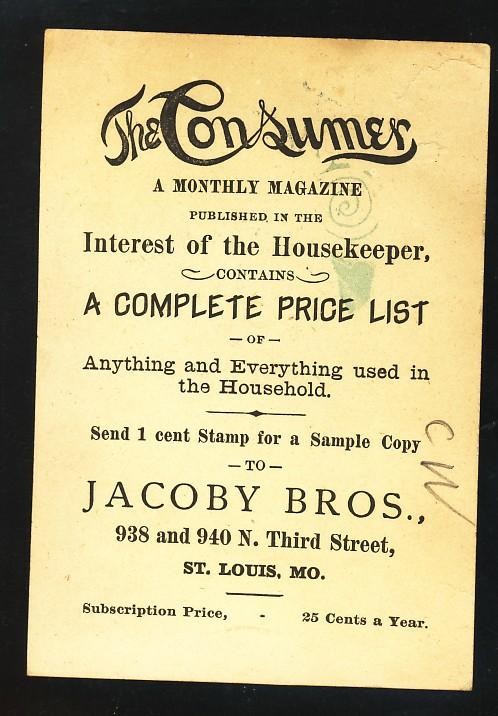 The Consumer
A MONTHLY MAGAZINE
PUBLISHED IN THE
Interest of the Housekeeper,
CONTAINS
A COMPLETE PRICE LIST
—OF—
Anything and Everything used in
the Household.
Send 1 cent Stamp for a Sample Copy
—TO—
JACOBY BROS.,
938 and 940 N. Third Street,
ST. LOUIS, MO.
Subscription Price, - 25 Cents a Year.
CW